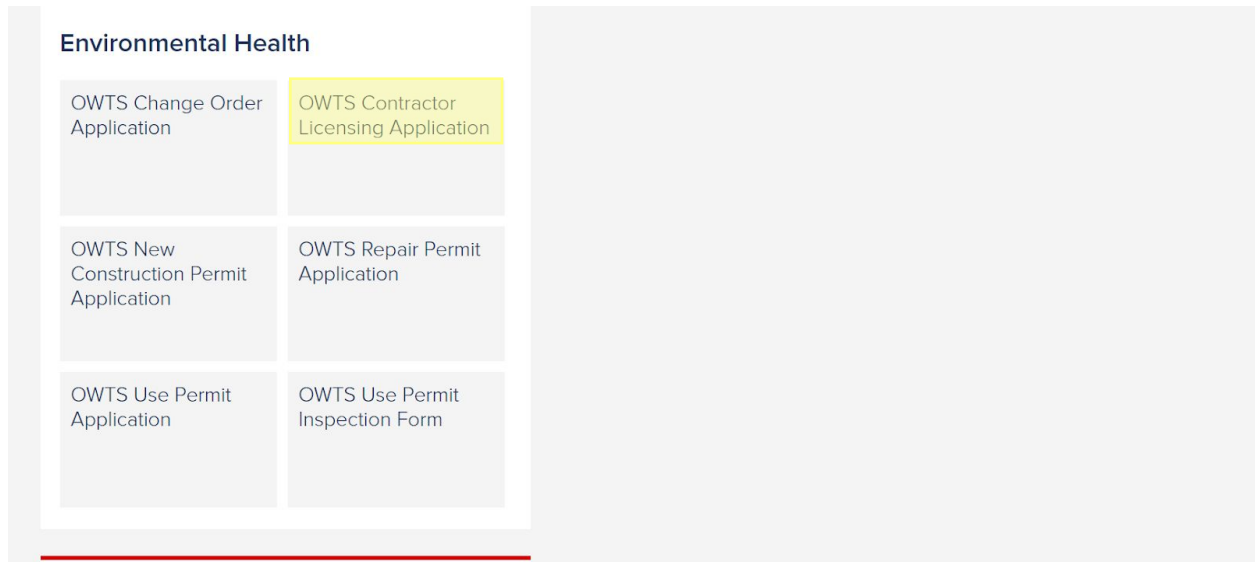 Environmental Health
OWTS Change Order
Application
OWTS Contractor
Licensing Application
OWTS New
Construction Permit
Application
OWTS Repair Permit
Application
OWTS Use Permit
Application
OWTS Use Permit
Inspection Form